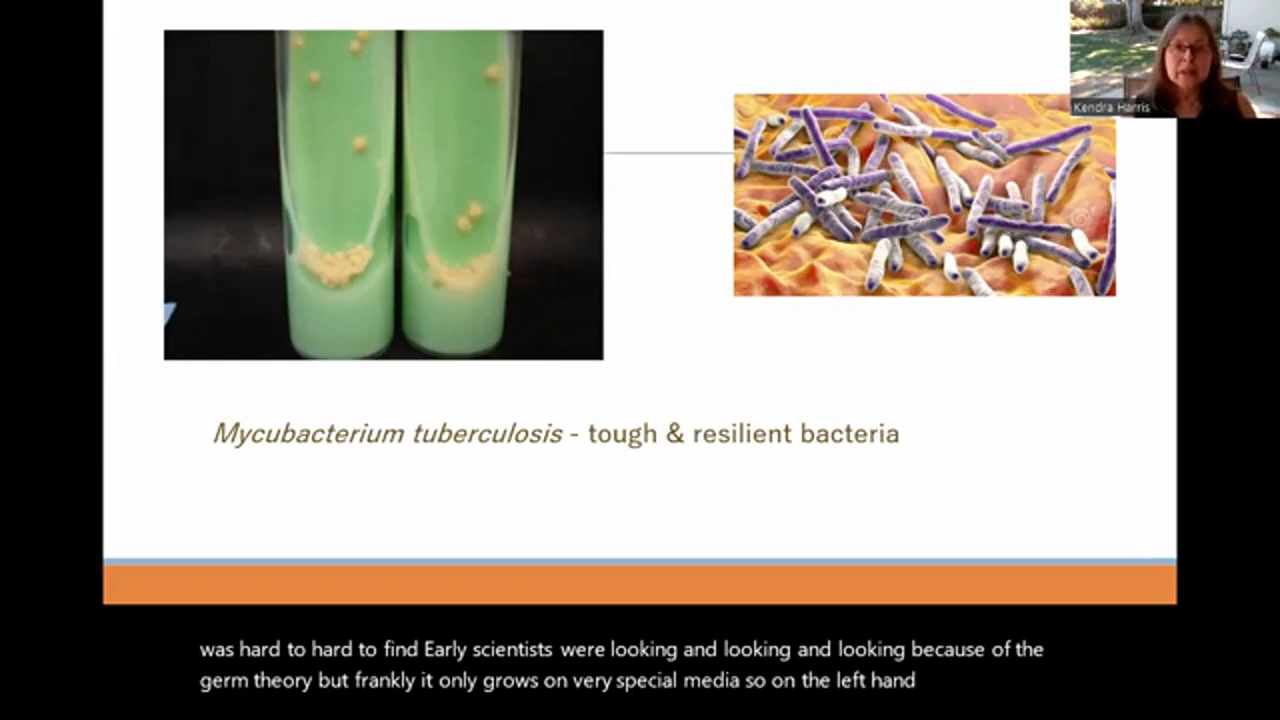 Kendra Harris
Mycubacterium tuberculosis - tough & resilient bacteria
was hard to hard to find Early scientists were looking and looking and looking because of the
germ theory but frankly it only grows on very special media so on the left hand